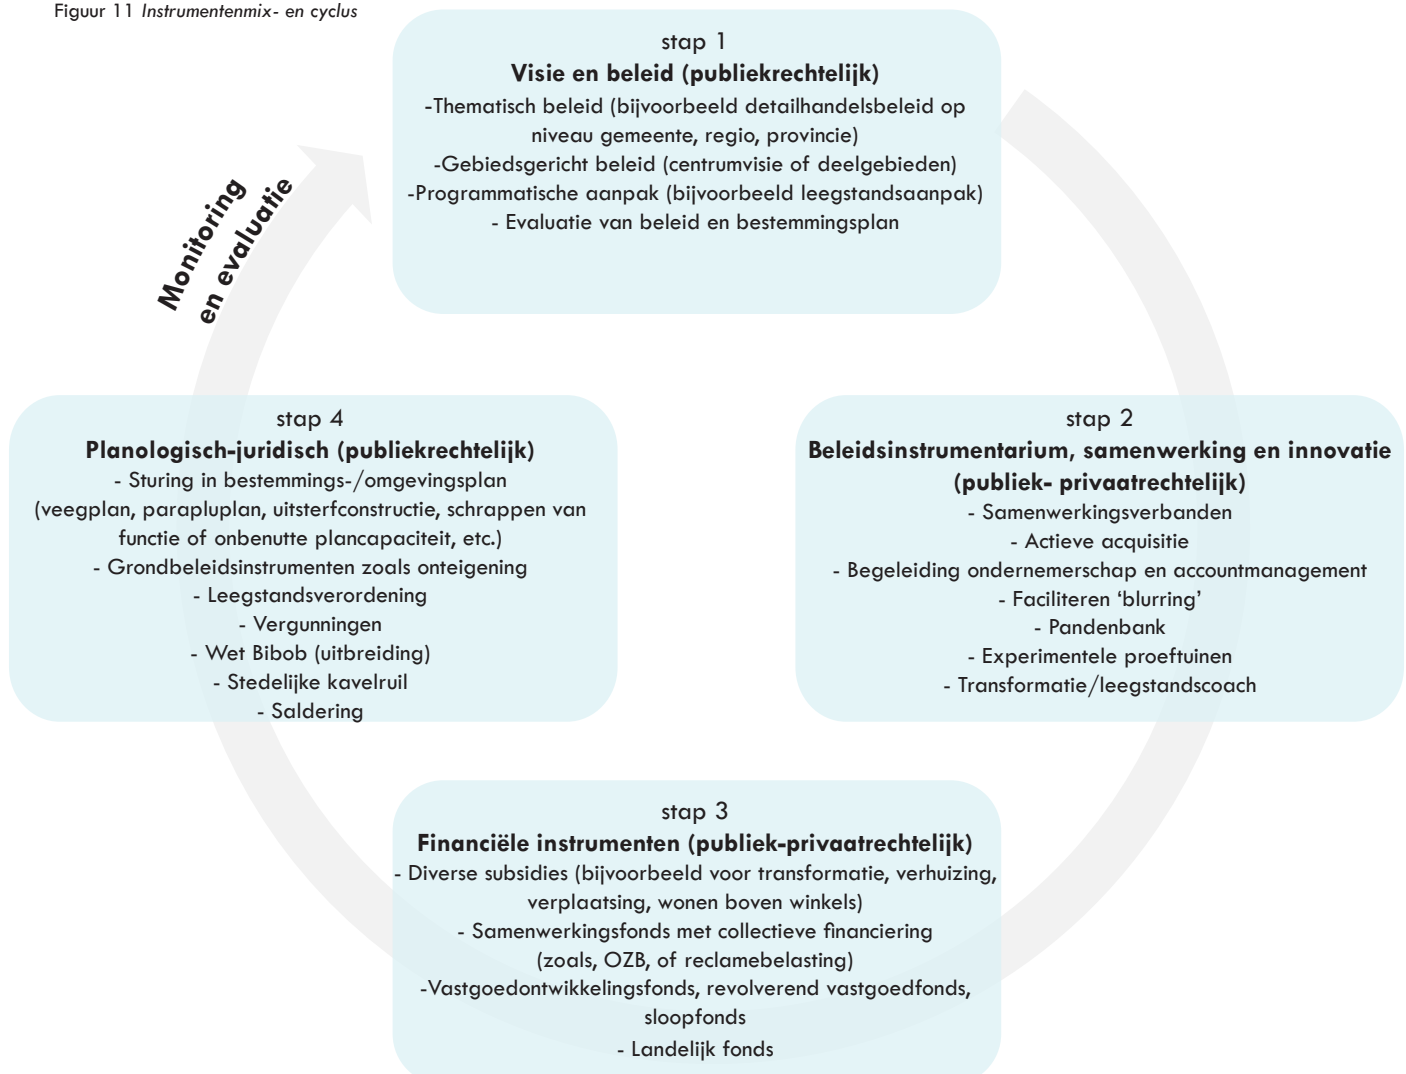 Figuur 11 Instrumentenmix- en cyclus
stap 1
Visie en beleid (publiekrechtelijk)
-Thematisch beleid (bijvoorbeeld detailhandelsbeleid op
niveau gemeente, regio, provincie)
-Gebiedsgericht beleid (centrumvisie of deelgebieden)
-Programmatische aanpak (bijvoorbeeld leegstandsaanpak)
- Evaluatie van beleid en bestemmingsplan
Monitoring
en evaluatie
stap 2
Beleidsinstrumentarium, samenwerking en innovatie
(publiek- privaatrechtelijk)
- Samenwerkingsverbanden
- Actieve acquisitie
- Begeleiding ondernemerschap en accountmanagement
- Faciliteren ‘blurring’
- Pandenbank
- Experimentele proeftuinen
- Transformatie/leegstandscoach
stap 3
Financiële instrumenten (publiek-privaatrechtelijk)
- Diverse subsidies (bijvoorbeeld voor transformatie, verhuizing,
verplaatsing, wonen boven winkels)
- Samenwerkingsfonds met collectieve financiering
(zoals, OZB, of reclamebelasting)
-Vastgoedontwikkelingsfonds, revolverend vastgoedfonds,
sloopfonds
- Landelijk fonds
stap 4
Planologisch-juridisch (publiekrechtelijk)
- Sturing in bestemmings-/omgevingsplan
(veegplan, parapluplan, uitsterfconstructie, schrappen van
functie of onbenutte plancapaciteit, etc.)
- Grondbeleidsinstrumenten zoals onteigening
- Leegstandsverordening
- Vergunningen
- Wet Bibob (uitbreiding)
- Stedelijke kavelruil
- Saldering